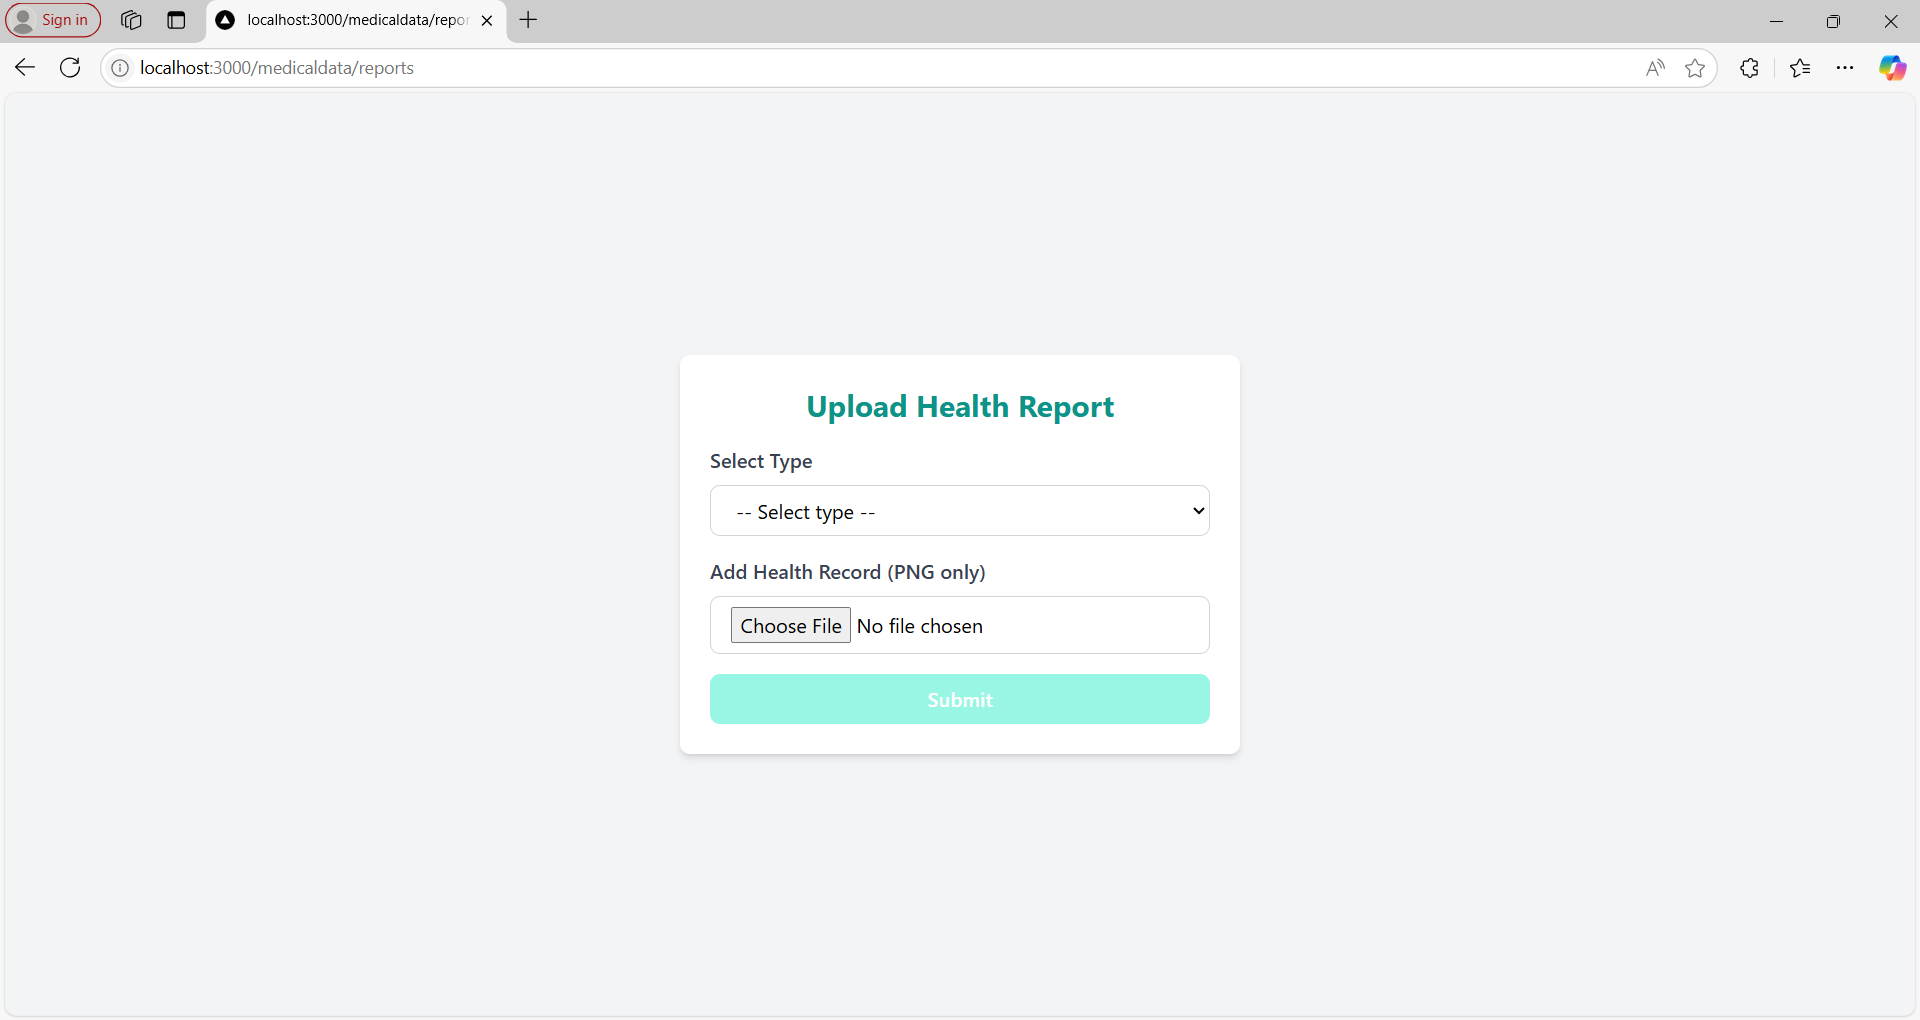 Sign in
localhost:3000/medicaldata/repor
localhost:3000/medicaldata/reports
Upload Health Report
Select Type
-- Select type --
Add Health Record (PNG only)
Choose File No file chosen
Submit